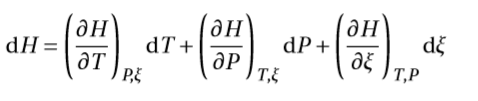 dH = (∂H/∂T)_{P,ξ} dT + (∂H/∂P)_{T,ξ} dP + (∂H/∂ξ)_{T,P} dξ